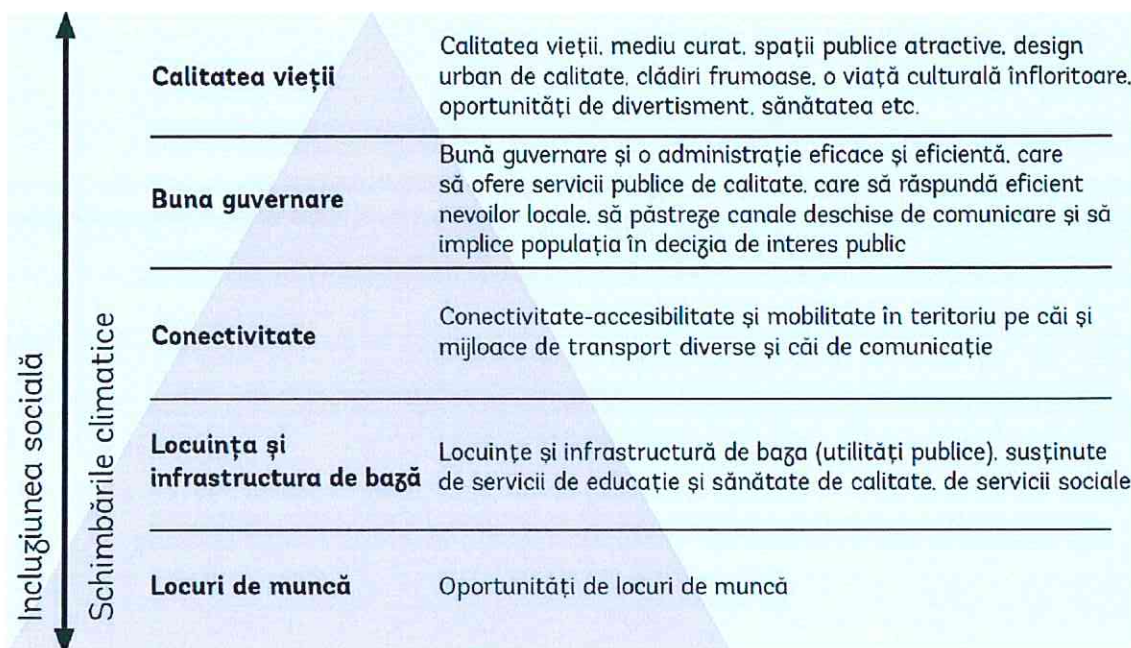 Incluziunea socială
Schimbările climatice
Calitatea vieții
Calitatea vieții, mediu curat, spații publice atractive, design
urban de calitate, clădiri frumoase, o viață culturală înfloritoare,
oportunități de divertisment, sănătatea etc.
Buna guvernare
Bună guvernare și o administrație eficace și eficientă, care
să ofere servicii publice de calitate, care să răspundă eficient
nevoilor locale, să păstreze canale deschise de comunicare și să
implice populația în decizia de interes public
Conectivitate
Conectivitate-accesibilitate și mobilitate în teritoriu pe căi și
mijloace de transport diverse și căi de comunicație
Locuința și
infrastructura de bază
Locuințe și infrastructură de baza (utilități publice), susținute
de servicii de educație și sănătate de calitate, de servicii sociale
Locuri de muncă
Oportunități de locuri de muncă